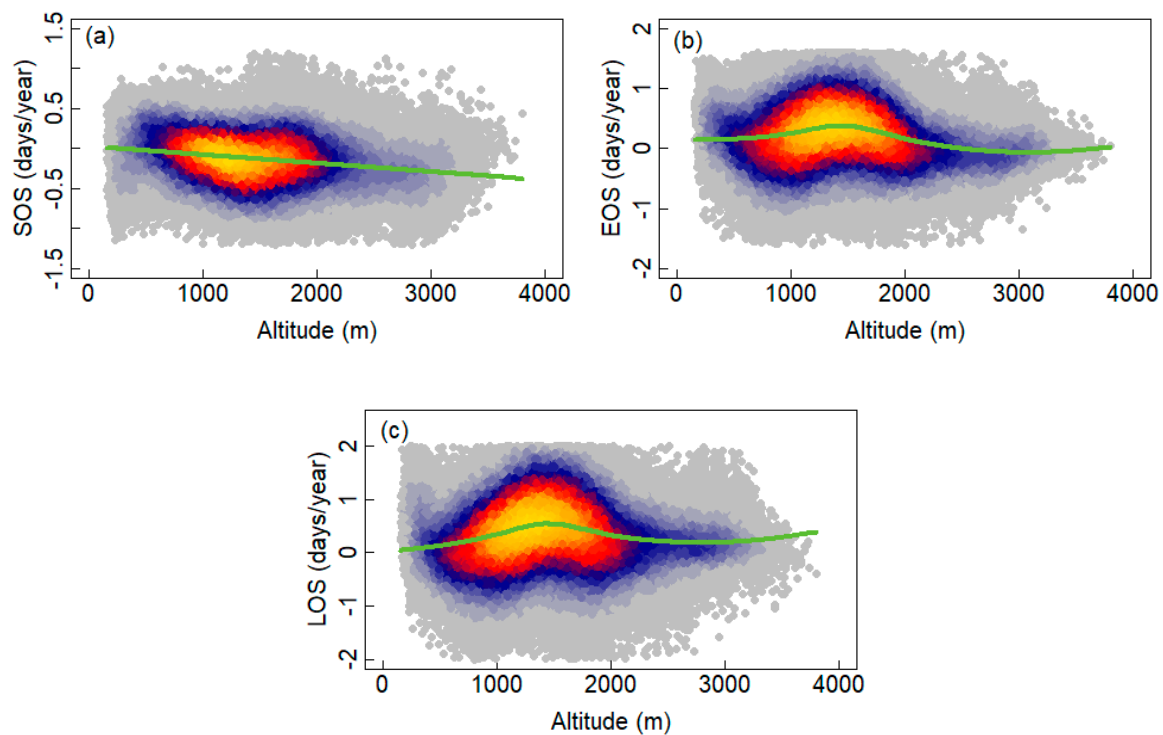 (a)
SOS (days/year)
1.5
0.5
-0.5
-1.5
0 1000 2000 3000 4000
Altitude (m)
(b)
EOS (days/year)
2
1
0
-1
-2
0 1000 2000 3000 4000
Altitude (m)
(c)
LOS (days/year)
2
1
0
-1
-2
0 1000 2000 3000 4000
Altitude (m)